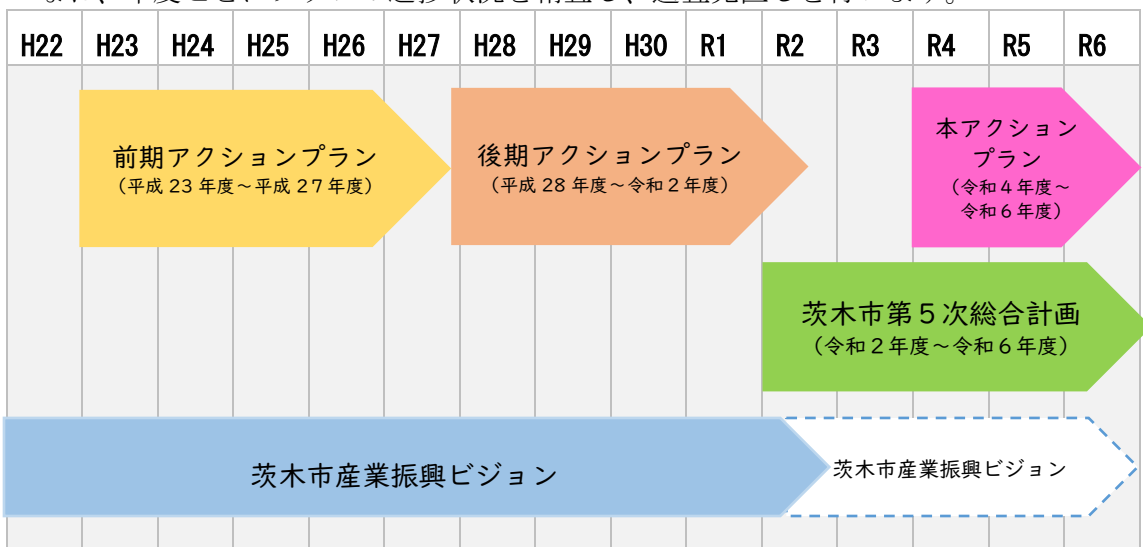 H22 H23 H24 H25 H26 H27 H28 H29 H30 R1 R2 R3 R4 R5 R6
前期アクションプラン
（平成 23 年度～平成 27年度）
後期アクションプラン
（平成 28 年度～令和２年度）
本アクション
プラン
（令和４年度～
令和６年度）
茨木市第５次総合計画
（令和２年度～令和６年度）
茨木市産業振興ビジョン
茨木市産業振興ビジョン